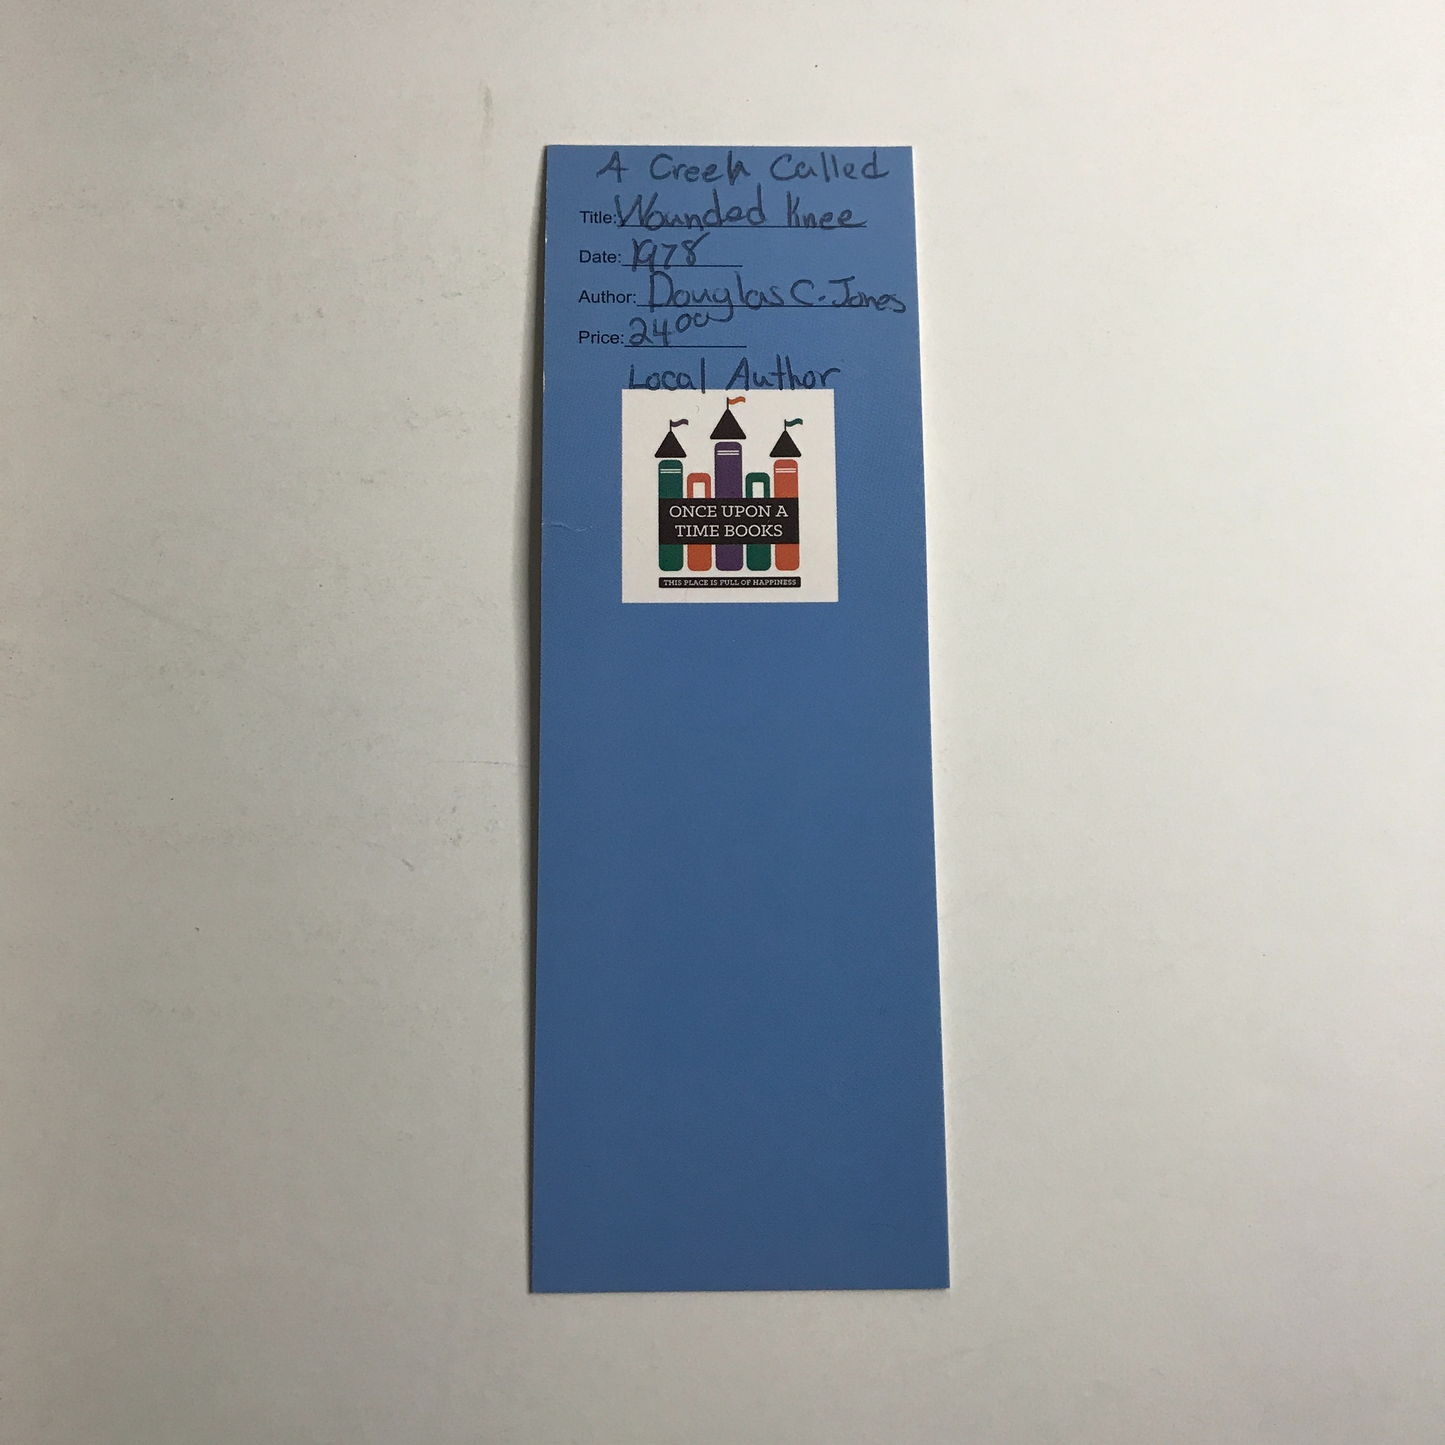 A Creek Called
Title: Wounded Knee
Date: 1978
Author: Douglas C. Jones
Price: 24 00
Local Author
ONCE UPON A
TIME BOOKS
THIS PLACE IS FULL OF HAPPINESS